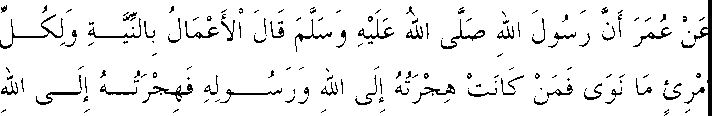 عَنْ عُمَرَ أَنَّ رَسُولَ اللهِ صَلَّى اللهُ عَلَيْهِ وَسَلَّمَ قَالَ الْأَعْمَالُ بِالنِّيَّةِ وَلِكُلِّ
امْرِئٍ مَا نَوَى فَمَنْ كَانَتْ هِجْرَتُهُ إِلَى اللهِ وَرَسُولِهِ فَهِجْرَتُهُ إِلَى اللهِ